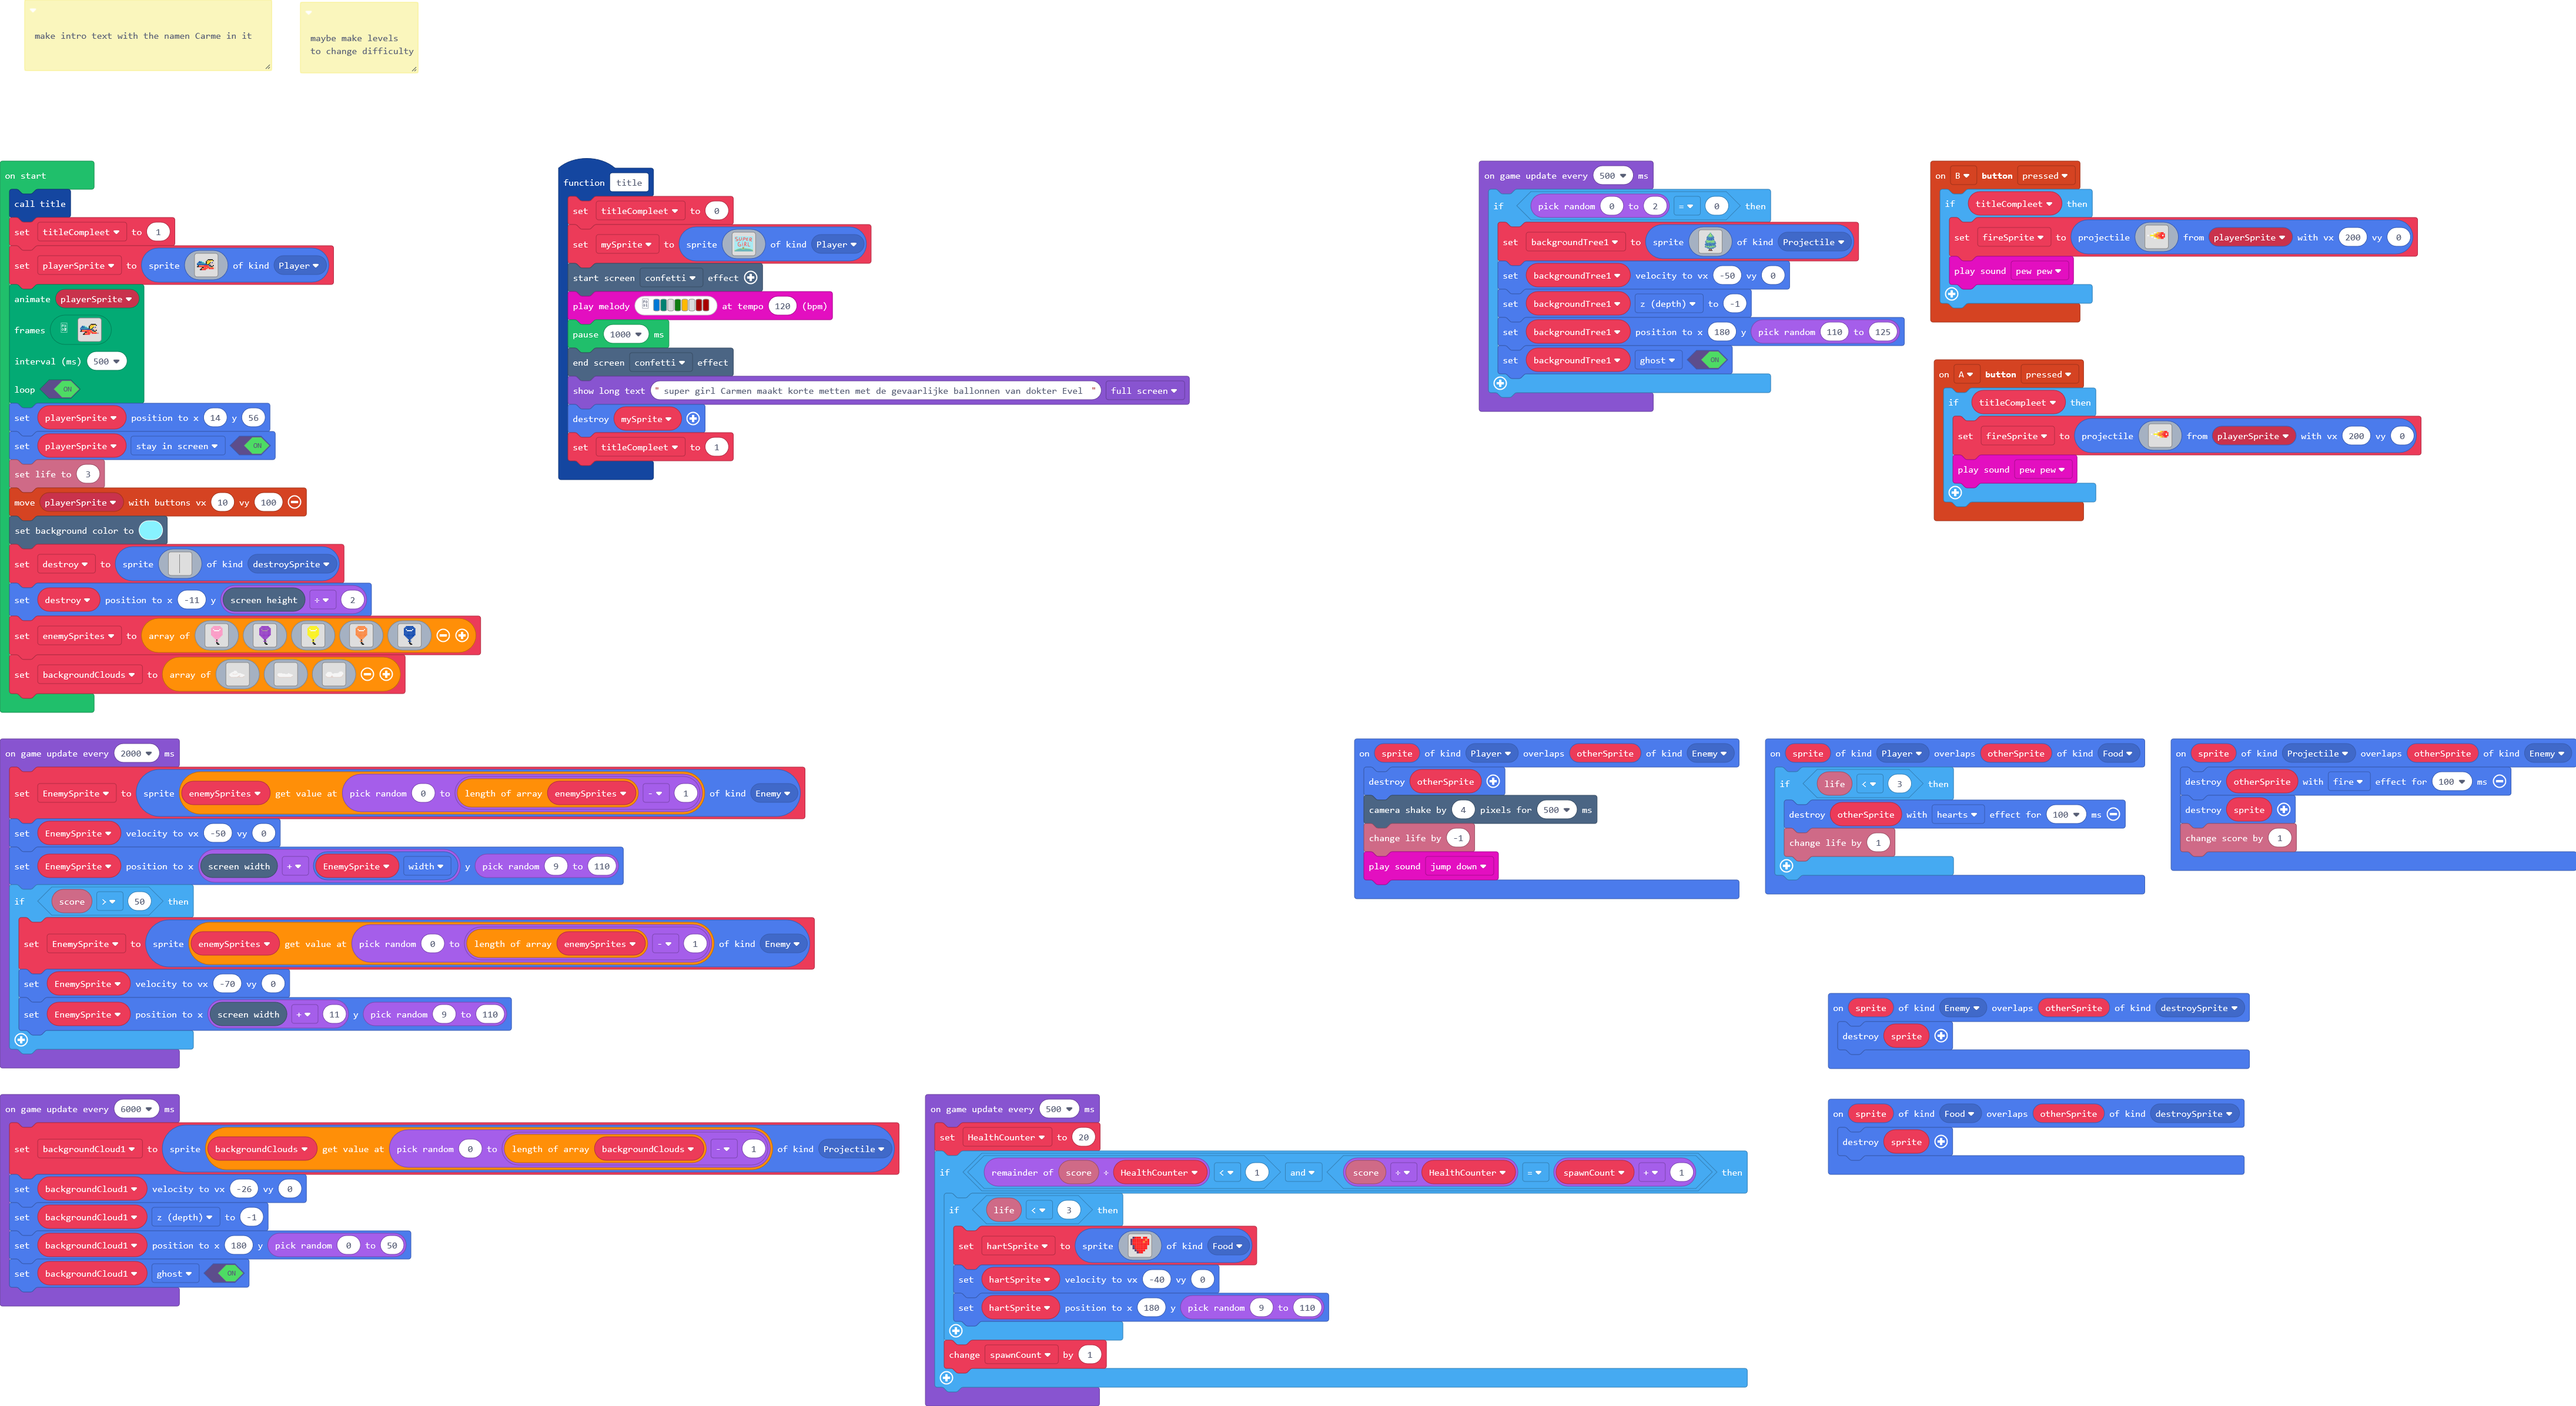 make intro text with the namen Carme in it
maybe make levels
to change difficulty
on start
call title
set titleCompleet to 1
set playerSprite to sprite of kind Player
animate playerSprite
frames
interval (ms) 500
loop ON
set playerSprite position to x 14 y 56
set playerSprite stay in screen ON
set life to 3
move playerSprite with buttons vx 10 vy 100
set background color to
set destroy to sprite of kind destroySprite
set destroy position to x -11 y screen height ÷ 2
set enemySprites to array of
set backgroundClouds to array of
function title
set titleCompleet to 0
set mySprite to sprite SUPER GIRL of kind Player
start screen confetti effect
play melody at tempo 120 (bpm)
pause 1000 ms
end screen confetti effect
show long text " super girl Carmen maakt korte metten met de gevaarlijke ballonnen van dokter Evel " full screen
destroy mySprite
set titleCompleet to 1
on game update every 500 ms
if pick random 0 to 2 = 0 then
set backgroundTree1 to sprite of kind Projectile
set backgroundTree1 velocity to vx -50 vy 0
set backgroundTree1 z (depth) to -1
set backgroundTree1 position to x 180 y pick random 110 to 125
set backgroundTree1 ghost ON
on B button pressed
if titleCompleet then
set fireSprite to projectile from playerSprite with vx 200 vy 0
play sound pew pew
on A button pressed
if titleCompleet then
set fireSprite to projectile from playerSprite with vx 200 vy 0
play sound pew pew
on game update every 2000 ms
set EnemySprite to sprite enemySprites get value at pick random 0 to length of array enemySprites - 1 of kind Enemy
set EnemySprite velocity to vx -50 vy 0
set EnemySprite position to x screen width + EnemySprite width y pick random 9 to 110
if score > 50 then
set EnemySprite to sprite enemySprites get value at pick random 0 to length of array enemySprites - 1 of kind Enemy
set EnemySprite velocity to vx -70 vy 0
set EnemySprite position to x screen width + 11 y pick random 9 to 110
on sprite of kind Player overlaps otherSprite of kind Enemy
destroy otherSprite
camera shake by 4 pixels for 500 ms
change life by -1
play sound jump down
on sprite of kind Player overlaps otherSprite of kind Food
if life < 3 then
destroy otherSprite with hearts effect for 100 ms
change life by 1
on sprite of kind Projectile overlaps otherSprite of kind Enemy
destroy otherSprite with fire effect for 100 ms
destroy sprite
change score by 1
on sprite of kind Enemy overlaps otherSprite of kind destroySprite
destroy sprite
on sprite of kind Food overlaps otherSprite of kind destroySprite
destroy sprite
on game update every 6000 ms
set backgroundCloud1 to sprite backgroundClouds get value at pick random 0 to length of array backgroundClouds - 1 of kind Projectile
set backgroundCloud1 velocity to vx -26 vy 0
set backgroundCloud1 z (depth) to -1
set backgroundCloud1 position to x 180 y pick random 0 to 50
set backgroundCloud1 ghost ON
on game update every 500 ms
set HealthCounter to 20
if remainder of score ÷ HealthCounter < 1 and score ÷ HealthCounter = spawnCount + 1 then
if life < 3 then
set hartSprite to sprite of kind Food
set hartSprite velocity to vx -40 vy 0
set hartSprite position to x 180 y pick random 9 to 110
change spawnCount by 1